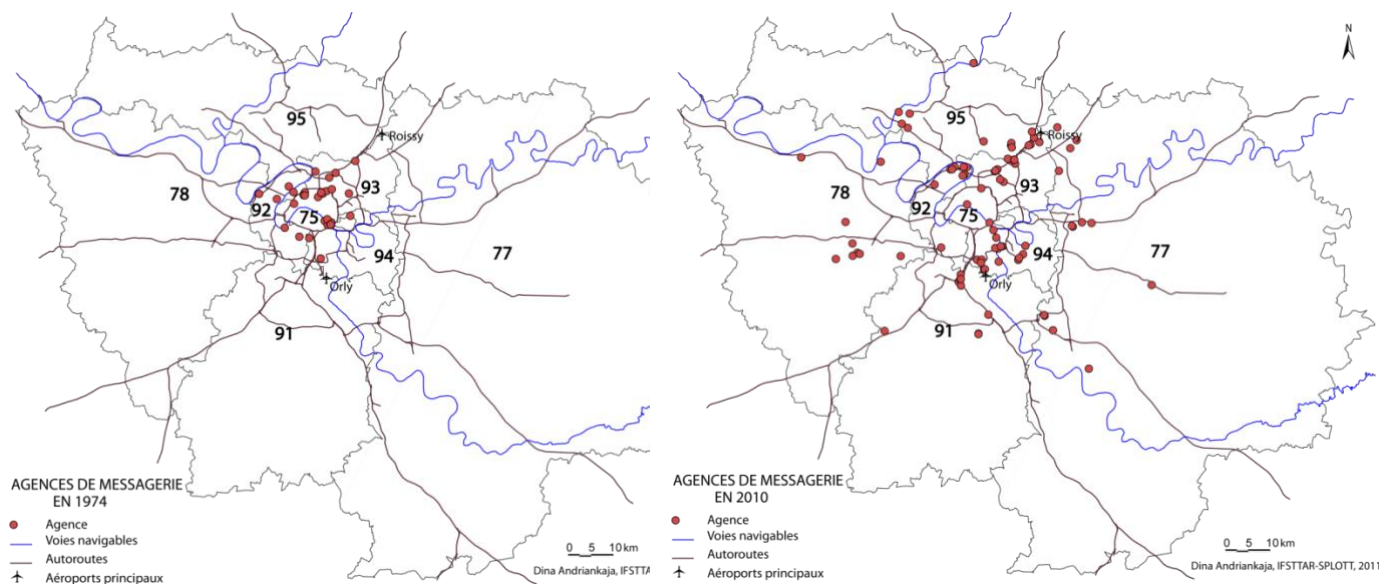 95
Roissy
78
93
92
75
94
77
Orly
91
AGENCES DE MESSAGERIE
EN 1974
Agence
Voies navigables
Autoroutes
Aéroports principaux
0 5 10 km
Dina Andriankaja, IFSTTA
N
95
Roissy
78
93
92
75
94
77
Orly
91
AGENCES DE MESSAGERIE
EN 2010
Agence
Voies navigables
Autoroutes
Aéroports principaux
0 5 10 km
Dina Andriankaja, IFSTTAR-SPLOTT, 2011